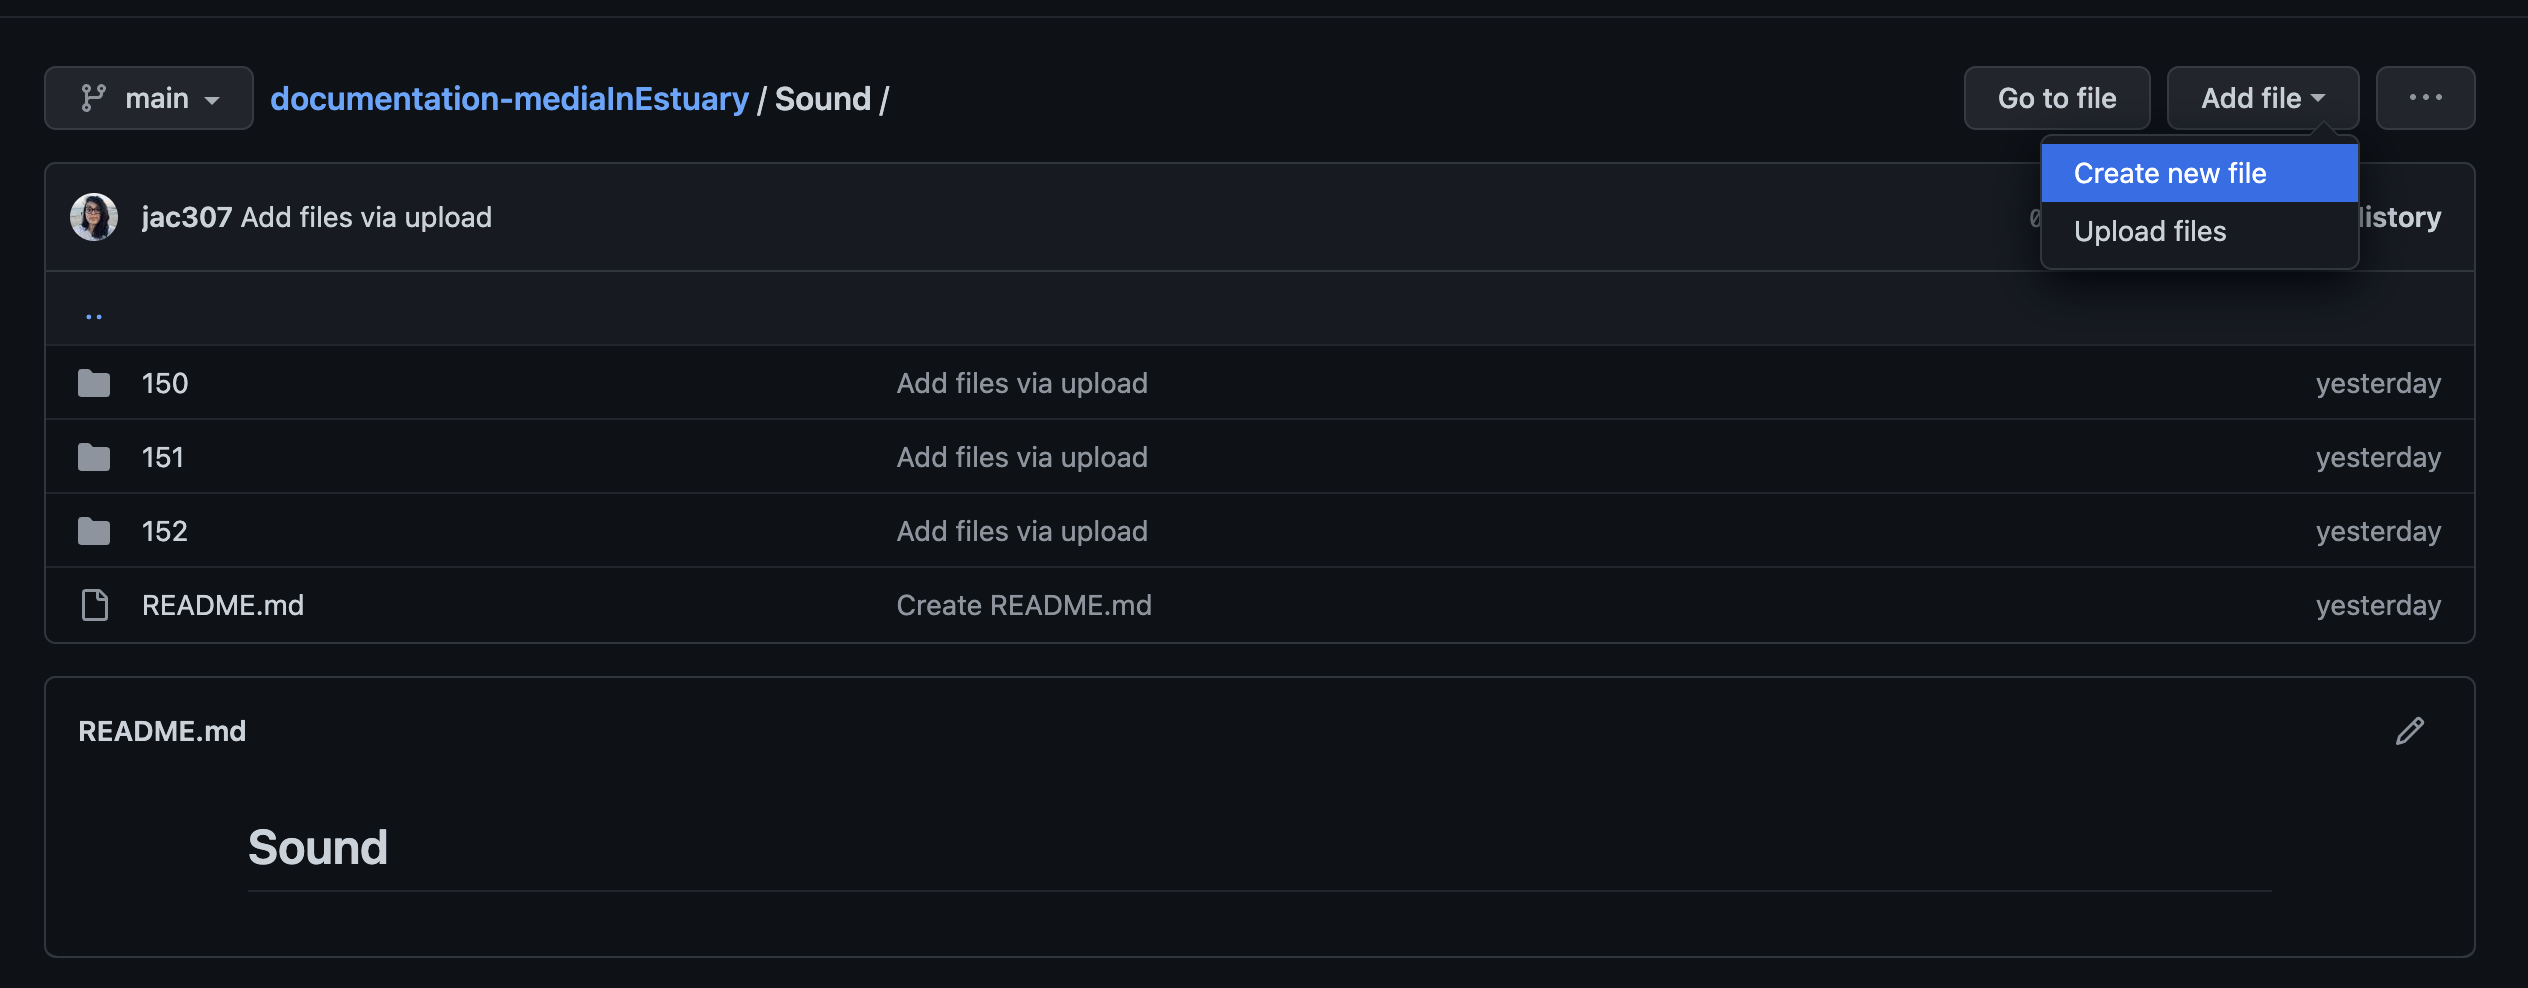 main
documentation-mediaInEstuary / Sound /
Go to file
Add file
Create new file
Upload files
jac307 Add files via upload
..
150 Add files via upload yesterday
151 Add files via upload yesterday
152 Add files via upload yesterday
README.md Create README.md yesterday
README.md
Sound